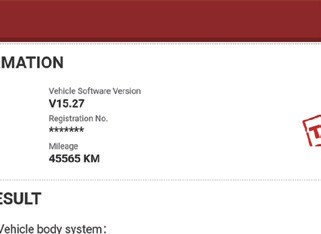 MATION
Vehicle Software Version
V15.27
Registration No.
*******
Mileage
45565 KM
ESULT
Vehicle body system: